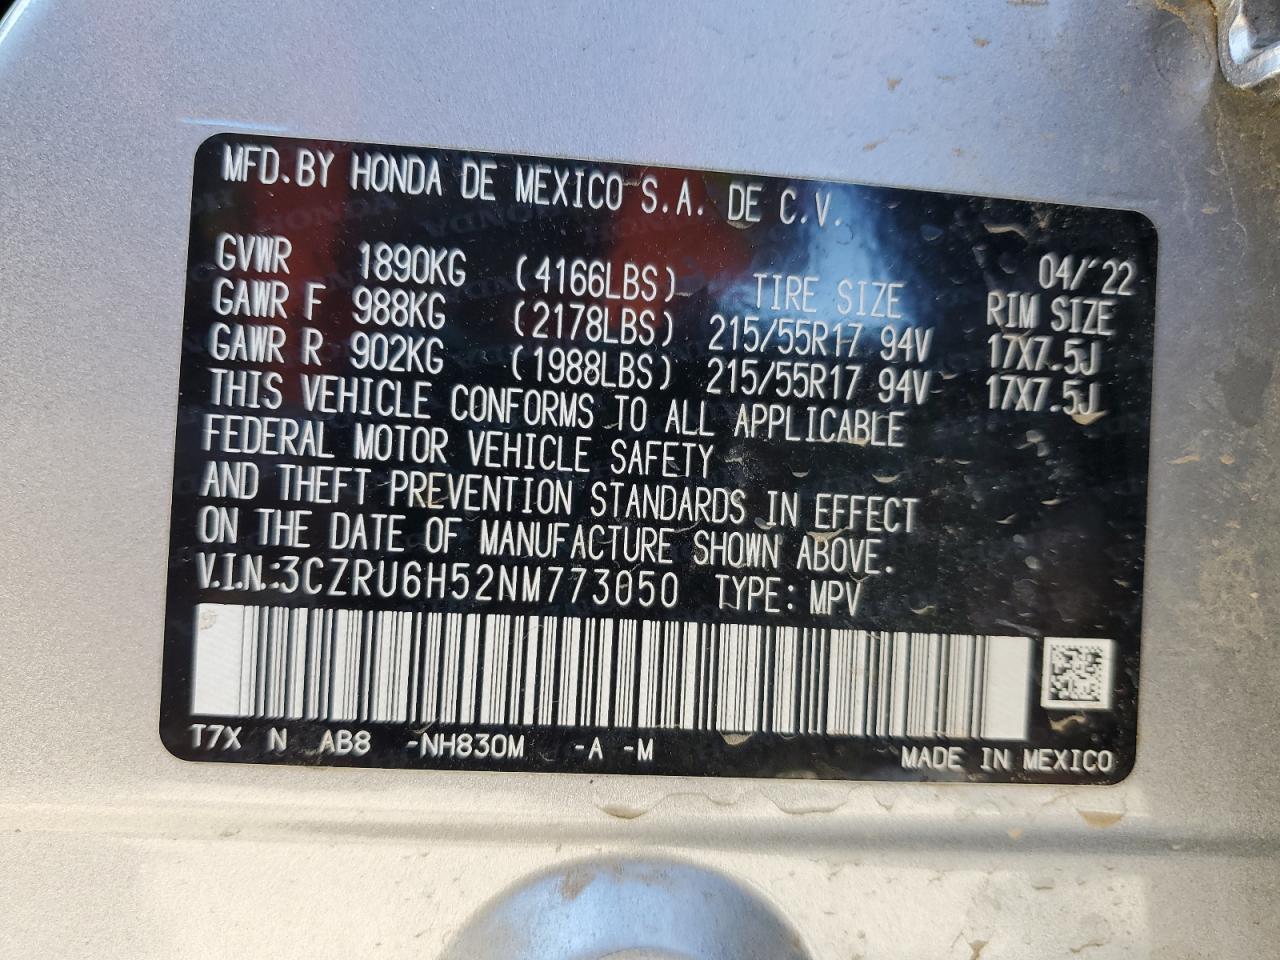 MFD.BY HONDA DE MEXICO S.A. DE C.V.
04/'22
GVWR 1890KG (4166LBS) TIRE SIZE RIM SIZE
GAWR F 988KG (2178LBS) 215/55R17 94V 17X7.5J
GAWR R 902KG (1988LBS) 215/55R17 94V 17X7.5J
THIS VEHICLE CONFORMS TO ALL APPLICABLE
FEDERAL MOTOR VEHICLE SAFETY
AND THEFT PREVENTION STANDARDS IN EFFECT
ON THE DATE OF MANUFACTURE SHOWN ABOVE.
V.I.N.:3CZRU6H52NM773050 TYPE: MPV
T7X N AB8 -NH830M -A -M MADE IN MEXICO